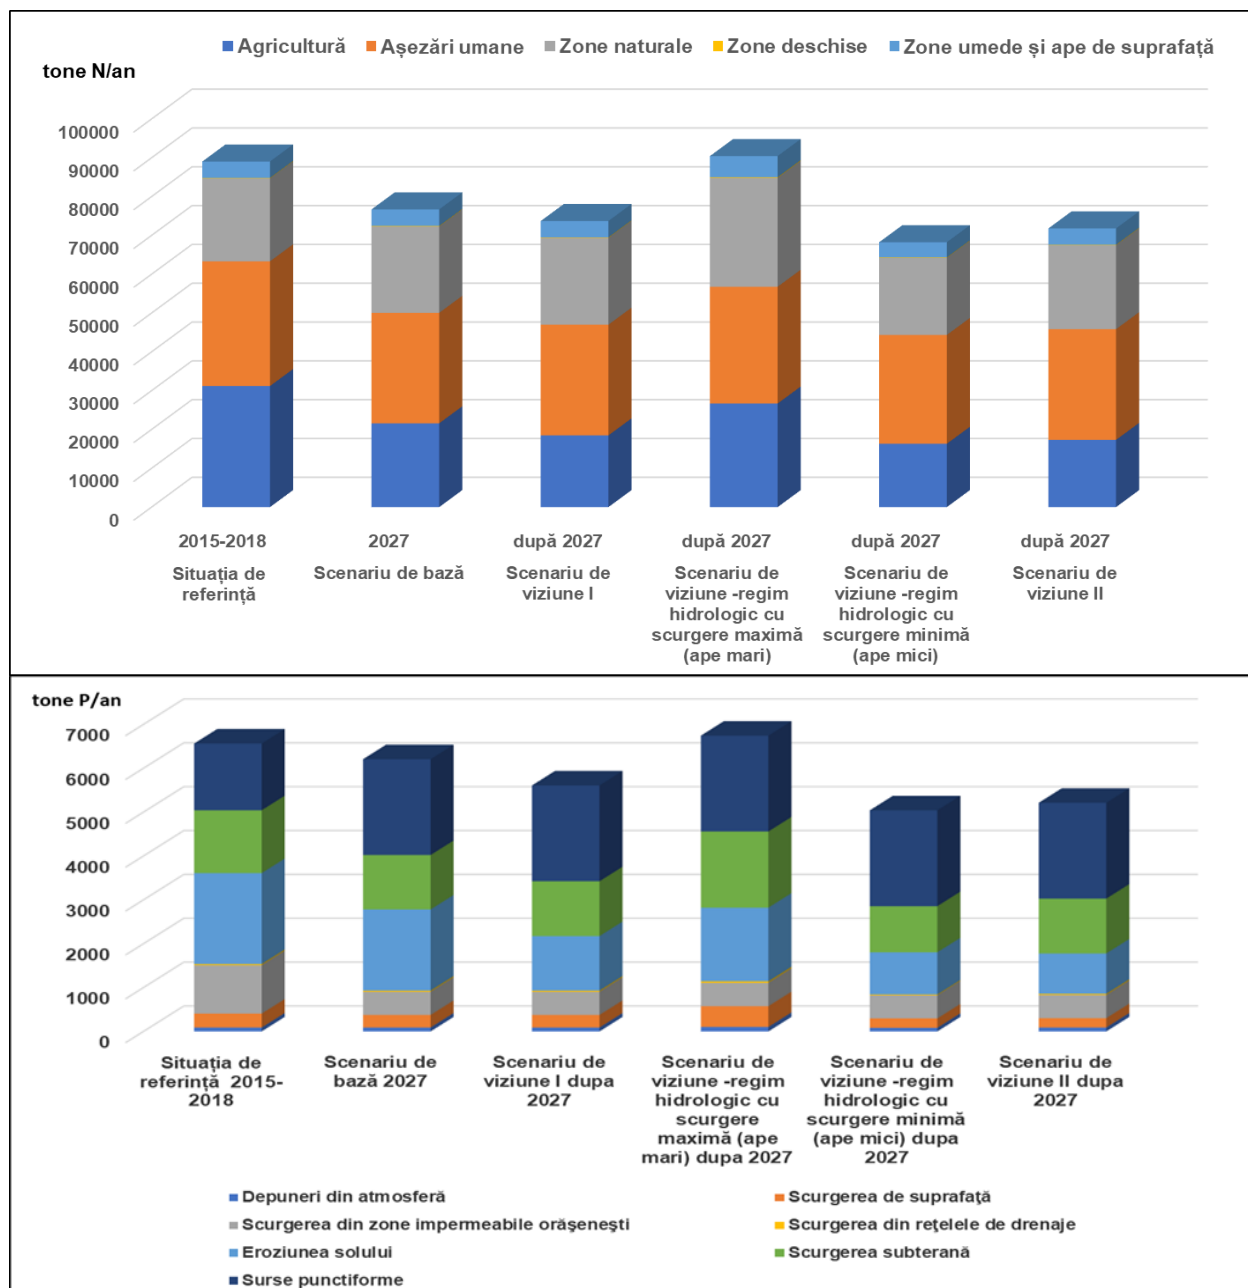 Agricultură Așezări umane Zone naturale Zone deschise Zone umede și ape de suprafață
tone N/an
100000
90000
80000
70000
60000
50000
40000
30000
20000
10000
0
2015-2018 2027 după 2027 după 2027 după 2027 după 2027
Situația de referință
Scenariu de bază
Scenariu de viziune I
Scenariu de viziune -regim hidrologic cu scurgere maximă (ape mari)
Scenariu de viziune -regim hidrologic cu scurgere minimă (ape mici)
Scenariu de viziune II
tone P/an
7000
6000
5000
4000
3000
2000
1000
0
Situația de
referință 2015-
2018
Scenariu de
bază 2027
Scenariu de
viziune I dupa
2027
Scenariu de
viziune -regim
hidrologic cu
scurgere
maximă (ape
mari) dupa 2027
Scenariu de
viziune -regim
hidrologic cu
scurgere minimă
(ape mici) dupa
2027
Scenariu de
viziune II dupa
2027
Depuneri din atmosferă Scurgerea de suprafaţă
Scurgerea din zone impermeabile orăşeneşti Scurgerea din reţelele de drenaje
Eroziunea solului Scurgerea subterană
Surse punctiforme